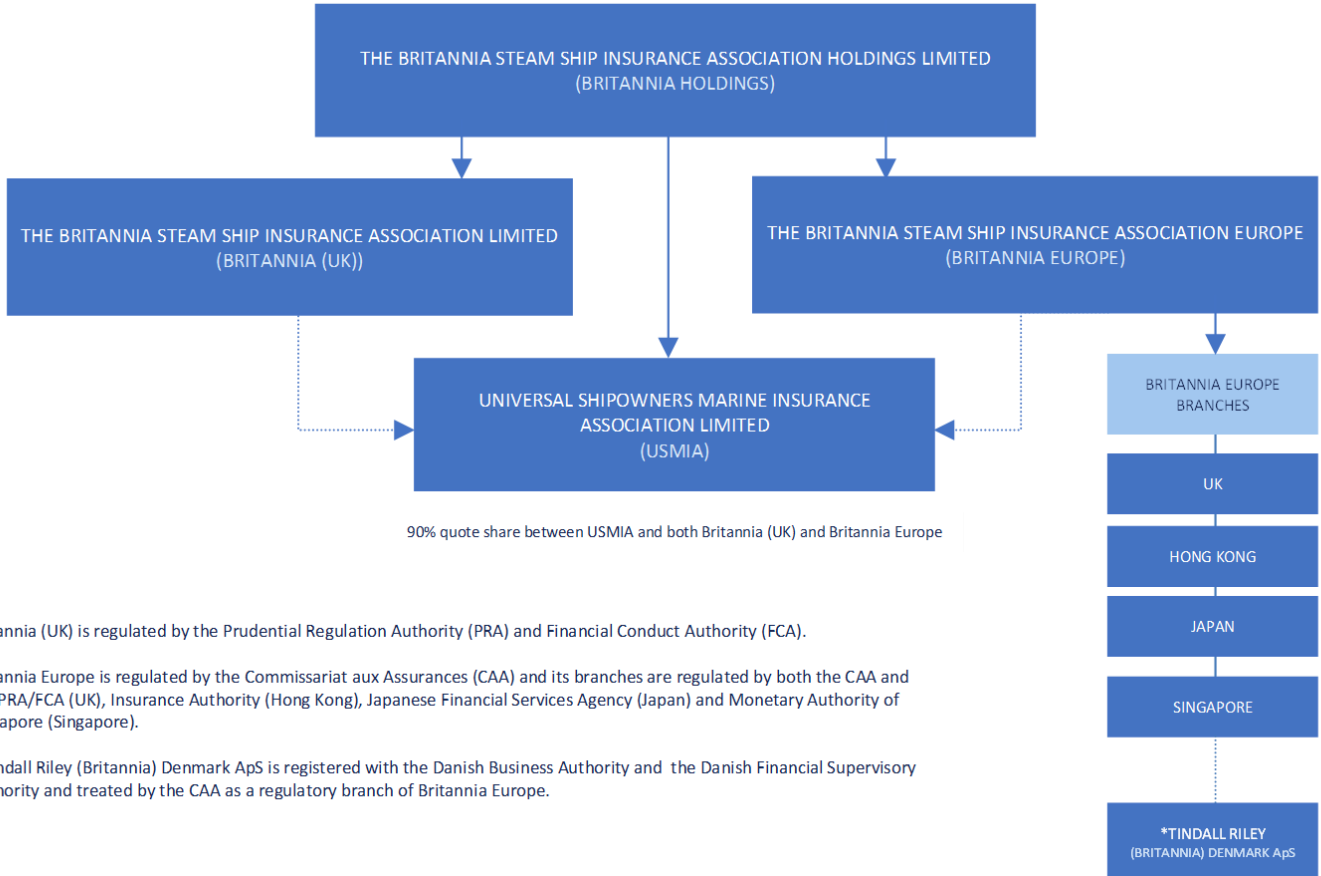 THE BRITANNIA STEAM SHIP INSURANCE ASSOCIATION HOLDINGS LIMITED
(BRITANNIA HOLDINGS)
THE BRITANNIA STEAM SHIP INSURANCE ASSOCIATION LIMITED
(BRITANNIA (UK))
THE BRITANNIA STEAM SHIP INSURANCE ASSOCIATION EUROPE
(BRITANNIA EUROPE)
UNIVERSAL SHIPOWNERS MARINE INSURANCE
ASSOCIATION LIMITED
(USMIA)
90% quote share between USMIA and both Britannia (UK) and Britannia Europe
BRITANNIA EUROPE
BRANCHES
UK
HONG KONG
JAPAN
SINGAPORE
*TINDALL RILEY
(BRITANNIA) DENMARK ApS
annia (UK) is regulated by the Prudential Regulation Authority (PRA) and Financial Conduct Authority (FCA).
annia Europe is regulated by the Commissariat aux Assurances (CAA) and its branches are regulated by both the CAA and
PRA/FCA (UK), Insurance Authority (Hong Kong), Japanese Financial Services Agency (Japan) and Monetary Authority of
apore (Singapore).
ndall Riley (Britannia) Denmark ApS is registered with the Danish Business Authority and the Danish Financial Supervisory
hority and treated by the CAA as a regulatory branch of Britannia Europe.